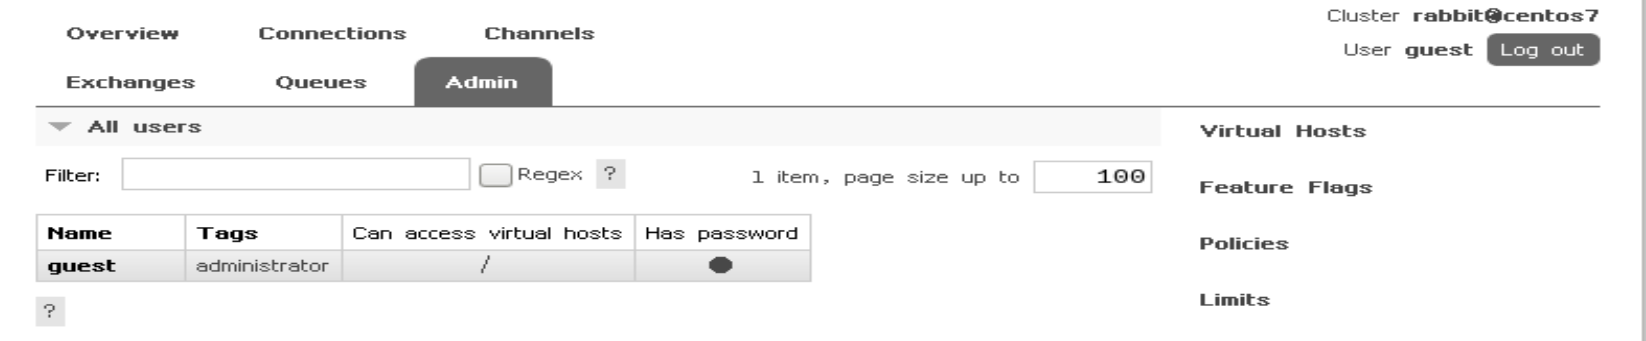 Cluster rabbit@centos7
Overview Connections Channels
User guest Log out
Exchanges Queues Admin
All users
Virtual Hosts
Filter: Regex ? 1 item, page size up to 100
Feature Flags
Name Tags Can access virtual hosts Has password
Policies
guest administrator /
Limits
?